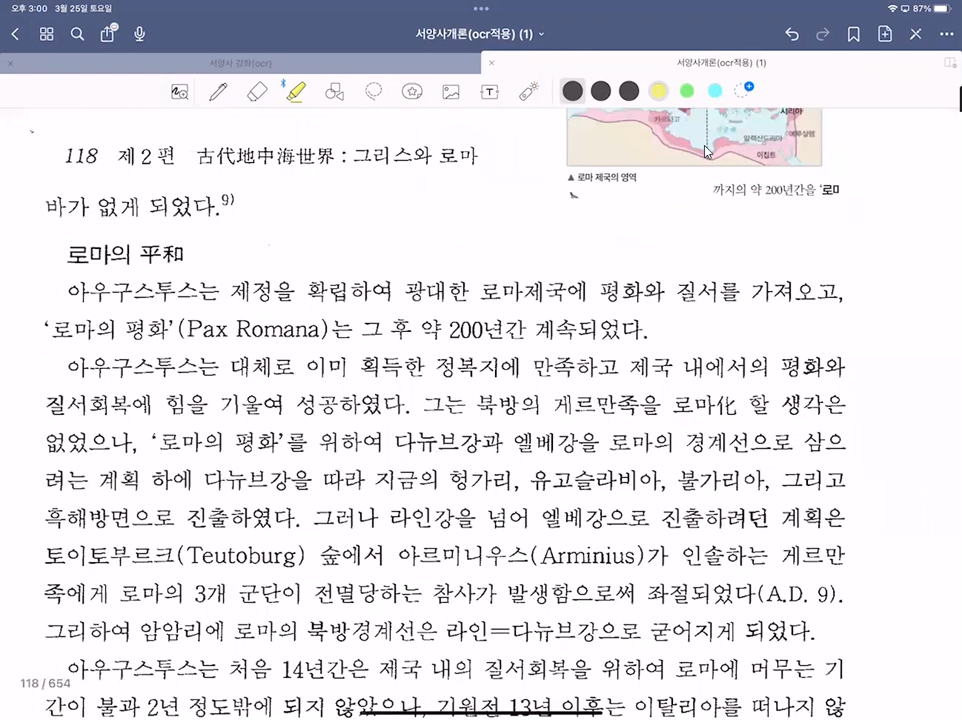 오후 3:00 3월 25일 토요일
87%
서양사개론(ocr적용) (1)
서양사 강좌(ocr)
서양사개론(ocr적용) (1)
카르타고
시리아
알렉산드리아
예루살렘
이집트
118 제2편 古代地中海世界 : 그리스와 로마
▲ 로마 제국의 영역
까지의 약 200년간을 '로마
바가 없게 되었다.9)
로마의 平和
아우구스투스는 제정을 확립하여 광대한 로마제국에 평화와 질서를 가져오고,
'로마의 평화'(Pax Romana)는 그 후 약 200년간 계속되었다.
아우구스투스는 대체로 이미 획득한 정복지에 만족하고 제국 내에서의 평화와
질서회복에 힘을 기울여 성공하였다. 그는 북방의 게르만족을 로마化 할 생각은
없었으나, '로마의 평화'를 위하여 다뉴브강과 엘베강을 로마의 경계선으로 삼으
려는 계획 하에 다뉴브강을 따라 지금의 헝가리, 유고슬라비아, 불가리아, 그리고
흑해방면으로 진출하였다. 그러나 라인강을 넘어 엘베강으로 진출하려던 계획은
토이토부르크(Teutoburg) 숲에서 아르미니우스(Arminius)가 인솔하는 게르만
족에게 로마의 3개 군단이 전멸당하는 참사가 발생함으로써 좌절되었다(A.D. 9).
그리하여 암암리에 로마의 북방경계선은 라인=다뉴브강으로 굳어지게 되었다.
아우구스투스는 처음 14년간은 제국 내의 질서회복을 위하여 로마에 머무는 기
118 / 654
간이 불과 2년 정도밖에 되지 않았으나, 기원전 13년 이후는 이탈리아를 떠나지 않